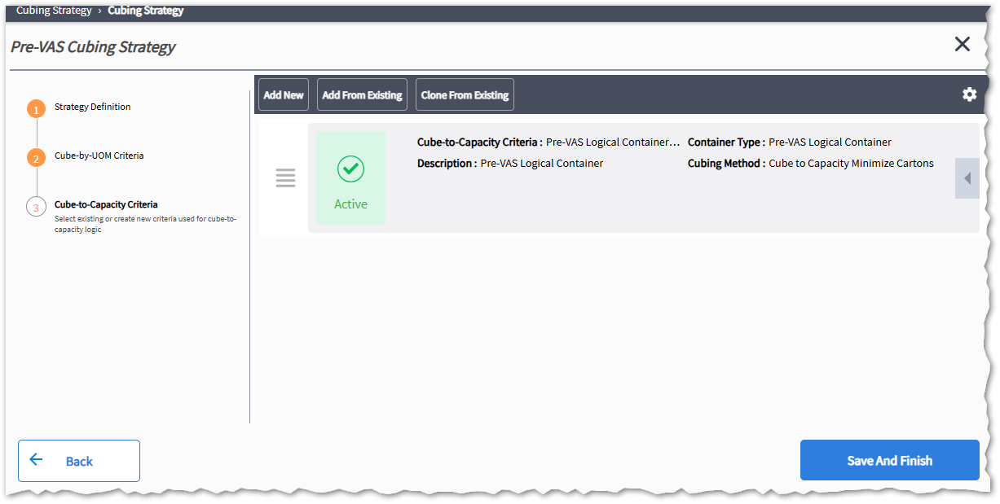 Cubing Strategy › Cubing Strategy
Pre-VAS Cubing Strategy
1 Strategy Definition
2 Cube-by-UOM Criteria
3 Cube-to-Capacity Criteria
Select existing or create new criteria used for cube-to-
capacity logic
Add New Add From Existing Clone From Existing
Active
Cube-to-Capacity Criteria : Pre-VAS Logical Container... Container Type : Pre-VAS Logical Container
Description : Pre-VAS Logical Container Cubing Method : Cube to Capacity Minimize Cartons
Back
Save And Finish